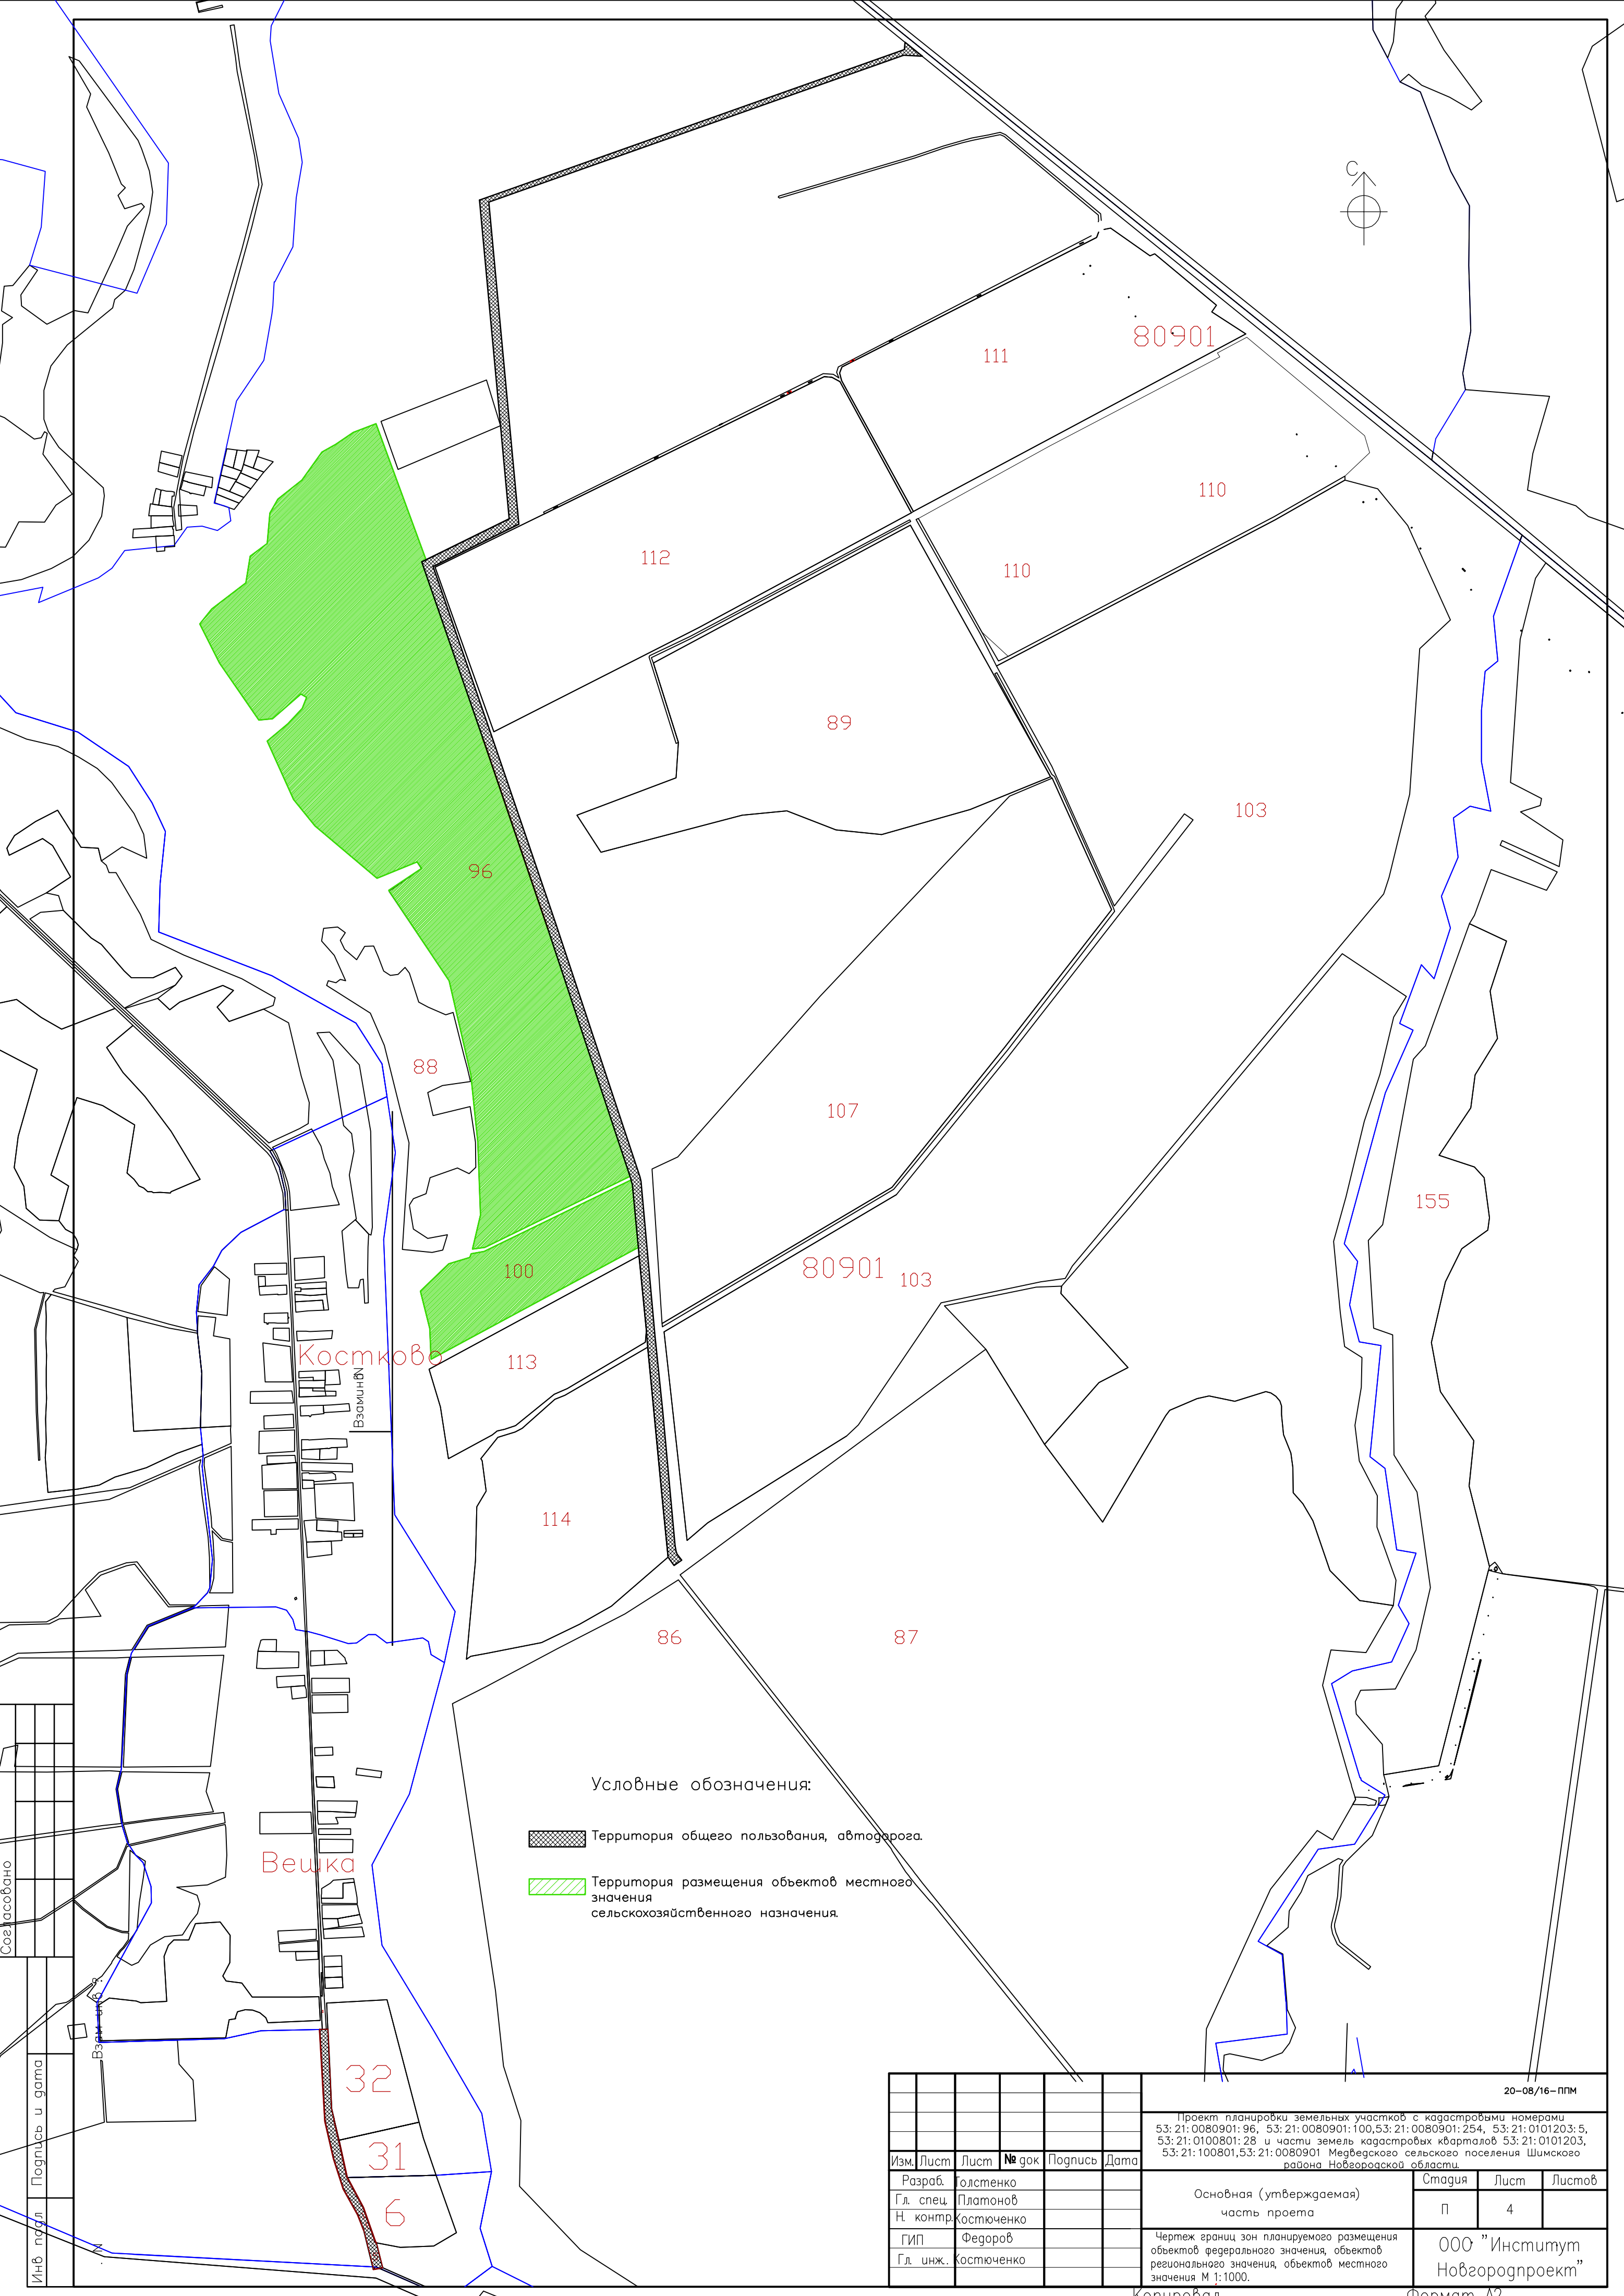 С
80901
111
110
112
110
89
103
96
88
107
155
80901
103
100
Костково
113
Взаминв N
114
86
87
Условные обозначения:
Территория общего пользования, автодорога.
Территория размещения объектов местного
значения
сельскохозяйственного назначения.
Вешка
Согласовано
Взам инв
Подпись и дата
Инв подл
N
32
31
6
20-08/16-ППМ
Проект планировки земельных участков с кадастровыми номерами
53:21:0080901:96, 53:21:0080901:100,53:21:0080901:254, 53:21:0101203:5,
53:21:0100801:28 и части земель кадастровых кварталов 53:21:0101203,
53:21:100801,53:21:0080901 Медведского сельского поселения Шимского
района Новгородской области.
Изм. Лист Лист № док Подпись Дата
Разраб. Толстенко
Гл. спец. Платонов
Н. контр. Костюченко
ГИП Федоров
Гл. инж. Костюченко
Основная (утверждаемая)
часть проета
Стадия Лист Листов
П 4
Чертеж границ зон планируемого размещения
объектов федерального значения, объектов
регионального значения, объектов местного
значения М 1:1000.
ООО "Институт
Новгородпроект"
Копировал Формат А2